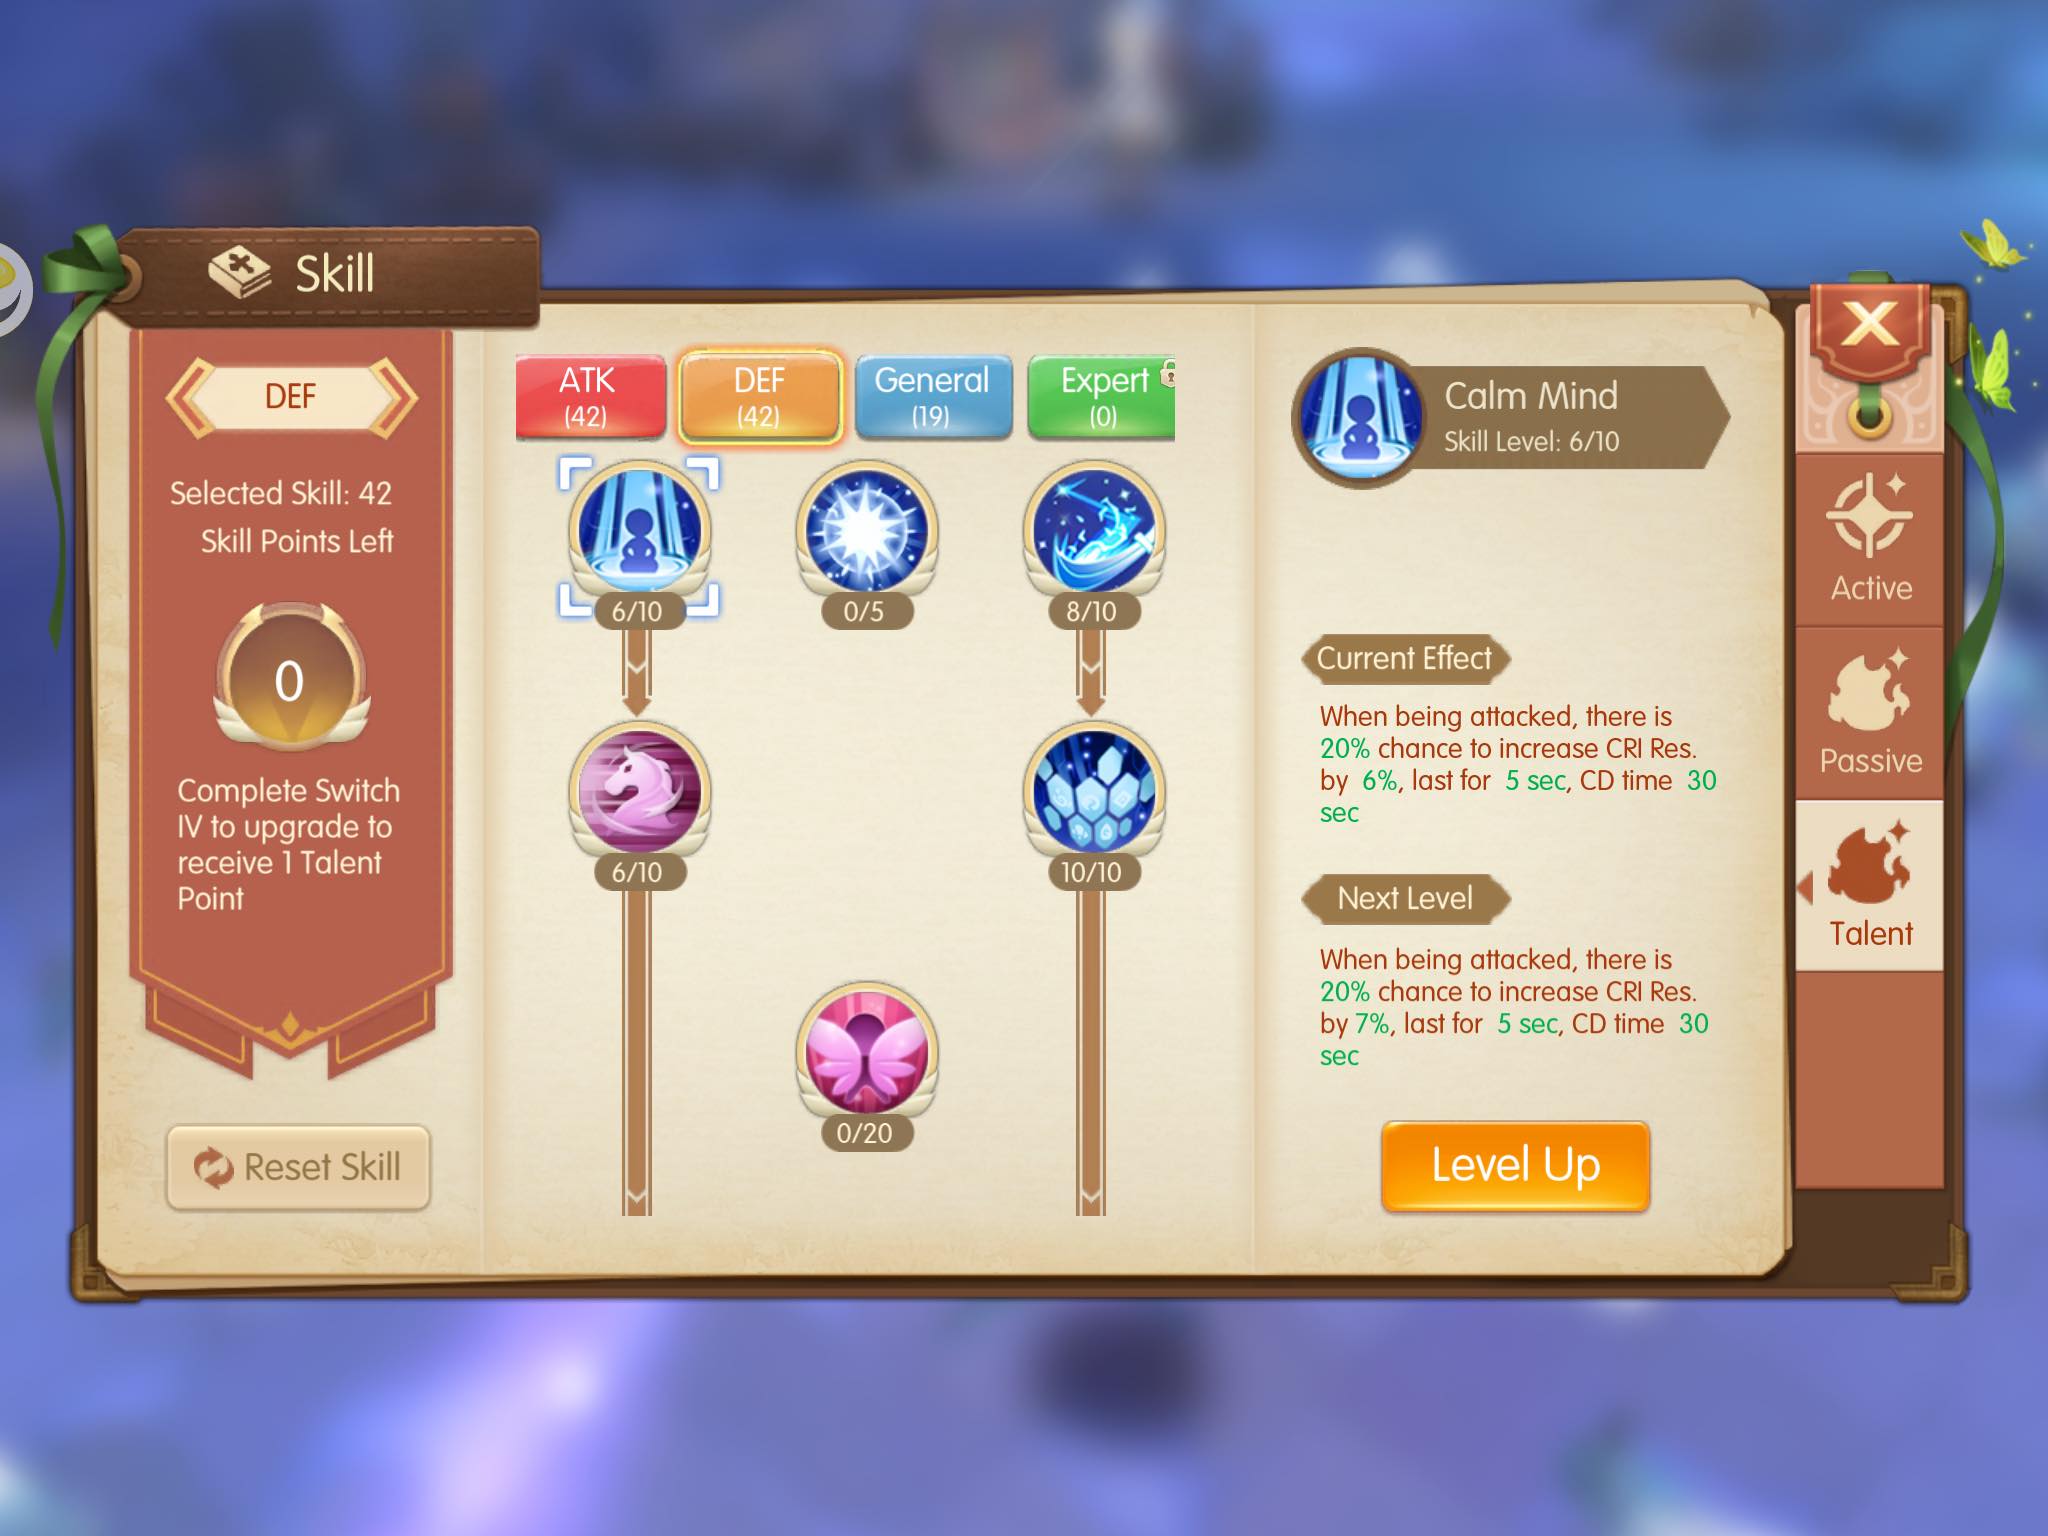 Skill
DEF
Selected Skill: 42
Skill Points Left
0
Complete Switch
IV to upgrade to
receive 1 Talent
Point
Reset Skill
ATK
(42)
DEF
(42)
General
(19)
Expert
(0)
6/10
0/5
8/10
6/10
10/10
0/20
Calm Mind
Skill Level: 6/10
Current Effect
When being attacked, there is
20% chance to increase CRI Res.
by 6%, last for 5 sec, CD time 30
sec
Next Level
When being attacked, there is
20% chance to increase CRI Res.
by 7%, last for 5 sec, CD time 30
sec
Level Up
X
Active
Passive
Talent